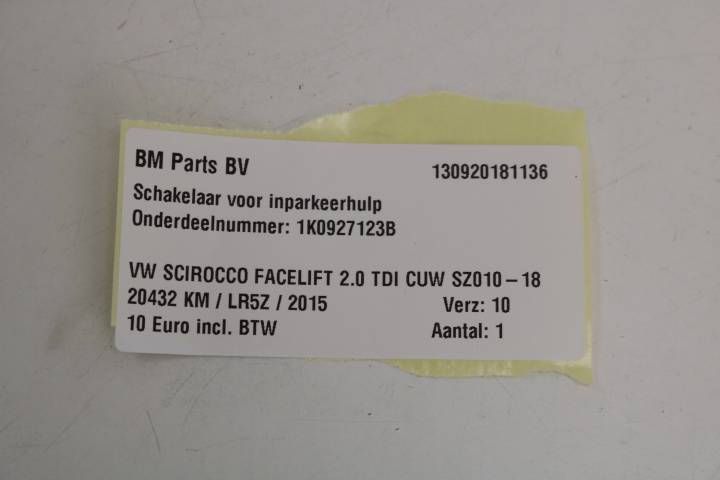 BM Parts BV 130920181136
Schakelaar voor inparkeerhulp
Onderdeelnummer: 1K0927123B
VW SCIROCCO FACELIFT 2.0 TDI CUW SZ010-18
20432 KM / LR5Z / 2015 Verz: 10
10 Euro incl. BTW Aantal: 1